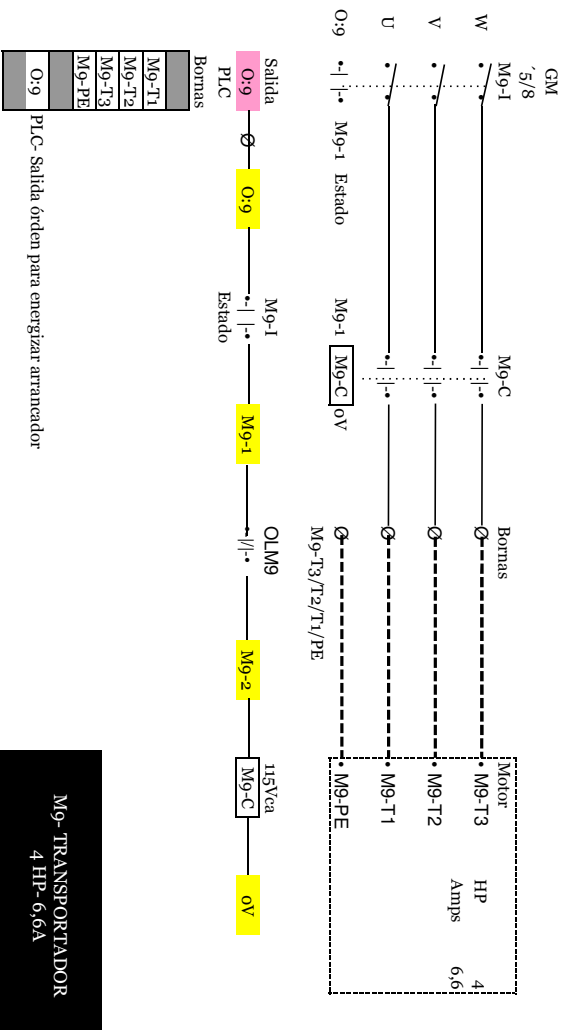 GM
´5/8
M9-I
W
V
U
O:9
M9-1 Estado
M9-1
M9-C
M9-C
0V
Bornas
M9-T3/T2/T1/PE
Motor
M9-T3
M9-T2
M9-T1
M9-PE
HP 4
Amps 6,6
Salida
PLC
O:9
O:9
M9-I
Estado
M9-1
OLM9
M9-2
115Vca
M9-C
0V
Bornas
M9-T1
M9-T2
M9-T3
M9-PE
O:9
PLC- Salida órden para energizar arrancador
M9- TRANSPORTADOR
4 HP- 6,6A